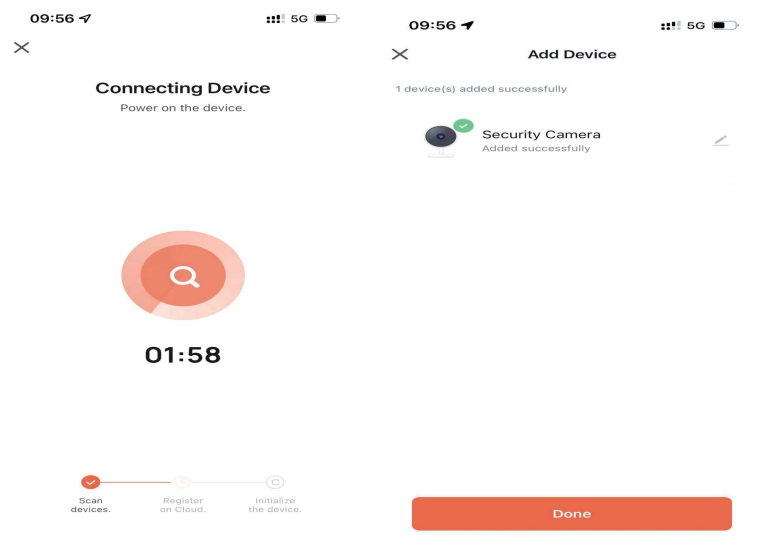 09:56
5G
Connecting Device
Power on the device.
01:58
Scan
devices.
Register
on Cloud.
Initialize
the device.
09:56
5G
Add Device
1 device(s) added successfully
Security Camera
Added successfully
Done